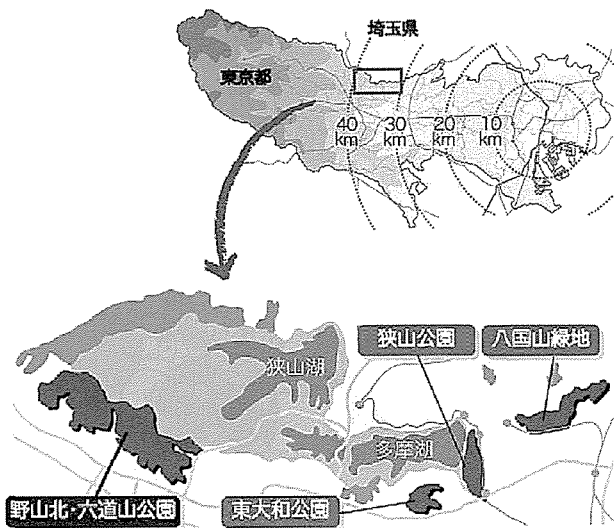 埼玉県
東京都
40 km
30 km
20 km
10 km
狭山公園
八国山緑地
狭山湖
多摩湖
野山北・六道山公園
東大和公園